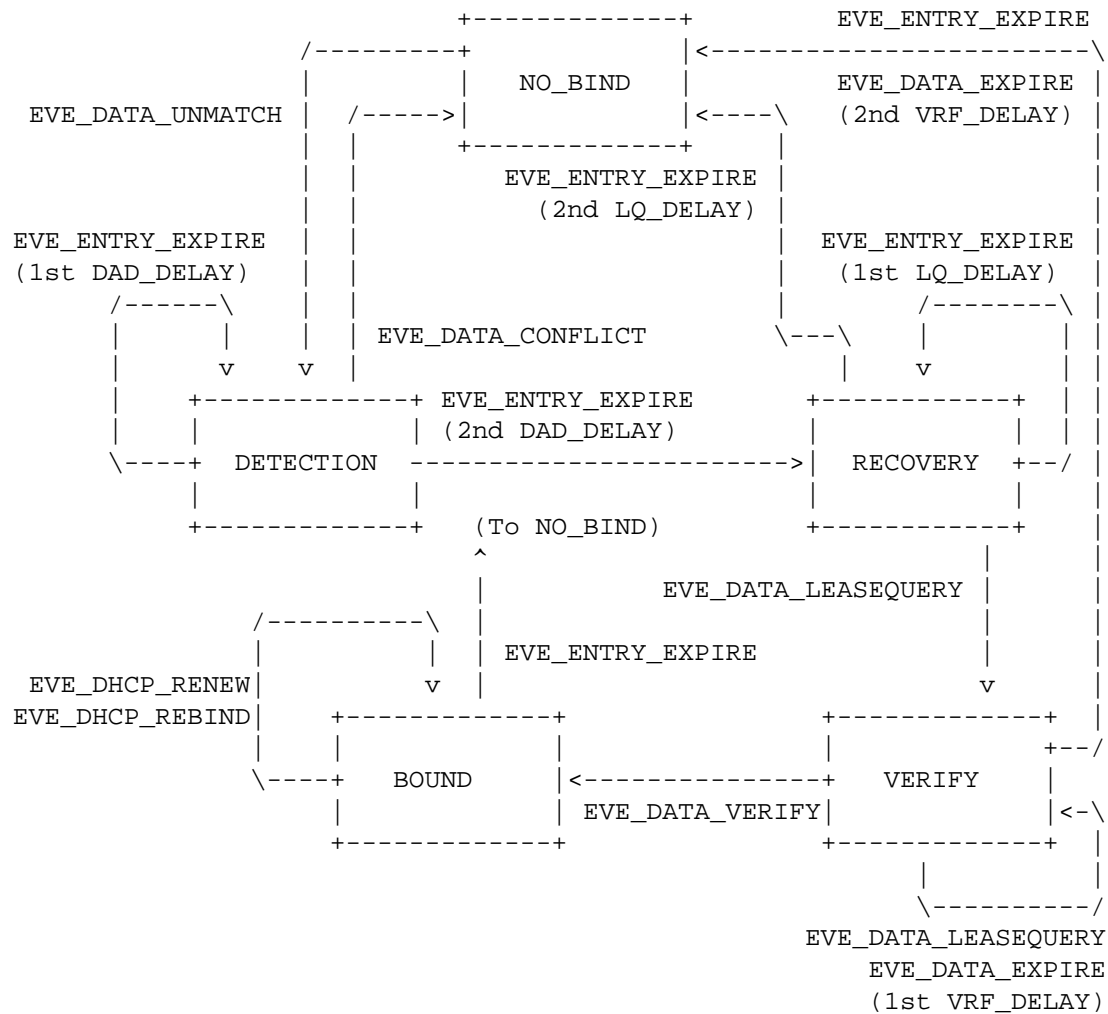 EVE_ENTRY_EXPIRE
NO_BIND EVE_DATA_EXPIRE
EVE_DATA_UNMATCH (2nd VRF_DELAY)
EVE_ENTRY_EXPIRE
(2nd LQ_DELAY)
EVE_ENTRY_EXPIRE EVE_ENTRY_EXPIRE
(1st DAD_DELAY) (1st LQ_DELAY)
EVE_DATA_CONFLICT
v v v
EVE_ENTRY_EXPIRE
(2nd DAD_DELAY)
DETECTION RECOVERY
(To NO_BIND)
EVE_DATA_LEASEQUERY
EVE_ENTRY_EXPIRE
EVE_DHCP_RENEW v v
EVE_DHCP_REBIND
BOUND VERIFY
EVE_DATA_VERIFY
EVE_DATA_LEASEQUERY
EVE_DATA_EXPIRE
(1st VRF_DELAY)